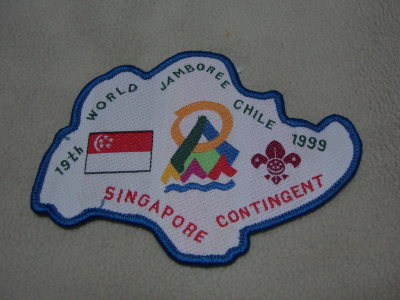 19th WORLD JAMBOREE CHILE 1999
SINGAPORE CONTINGENT